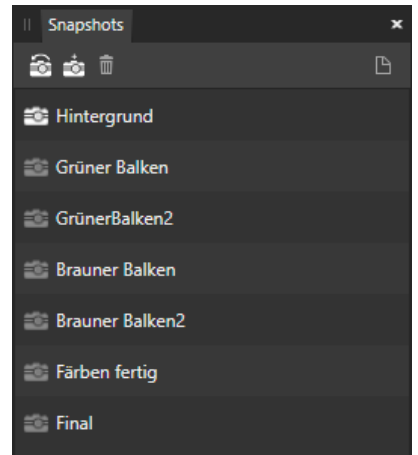 Snapshots
Hintergrund
Grüner Balken
GrünerBalken2
Brauner Balken
Brauner Balken2
Färben fertig
Final